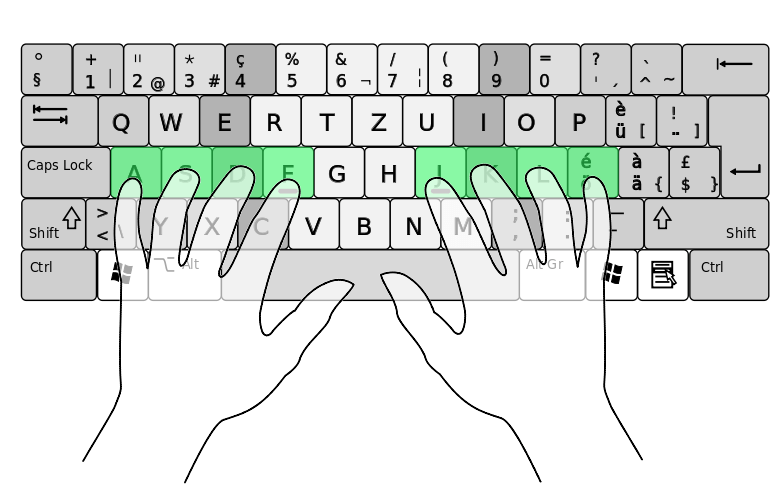 ° + " * ç % & / ( ) = ? `
§ 1 | 2 @ 3 # 4 5 6 ¬ 7 ¦ 8 9 0 ' ´ ^ ~
Q W E R T Z U I O P è ü [ ! ¨ ]
Caps Lock A S D F G H J K L é ö à ä { £ $ }
Shift > < \ Y X C V B N M ; , : . — - Shift
Ctrl Alt Alt Gr Ctrl